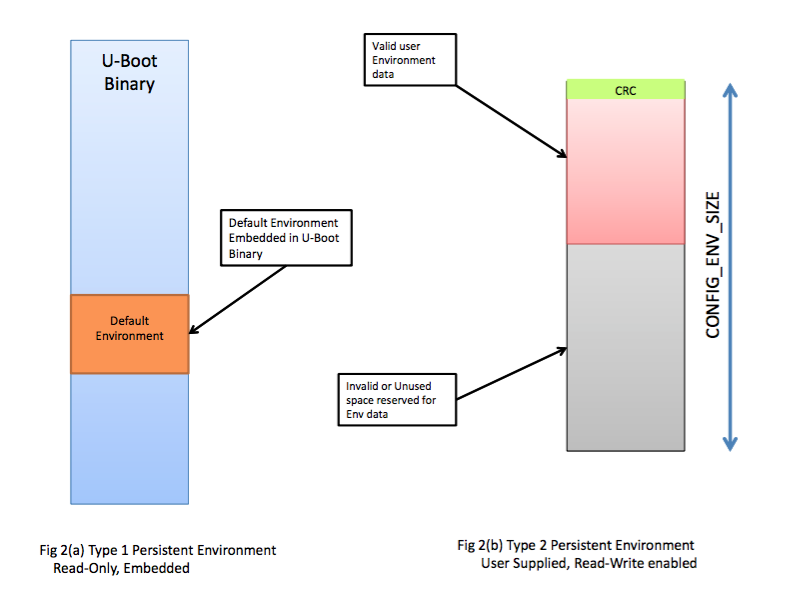 U-Boot
Binary
Default Environment
Embedded in U-Boot
Binary
Default
Environment
Fig 2(a) Type 1 Persistent Environment
Read-Only, Embedded
Valid user
Environment
data
CRC
CONFIG_ENV_SIZE
Invalid or Unused
space reserved for
Env data
Fig 2(b) Type 2 Persistent Environment
User Supplied, Read-Write enabled